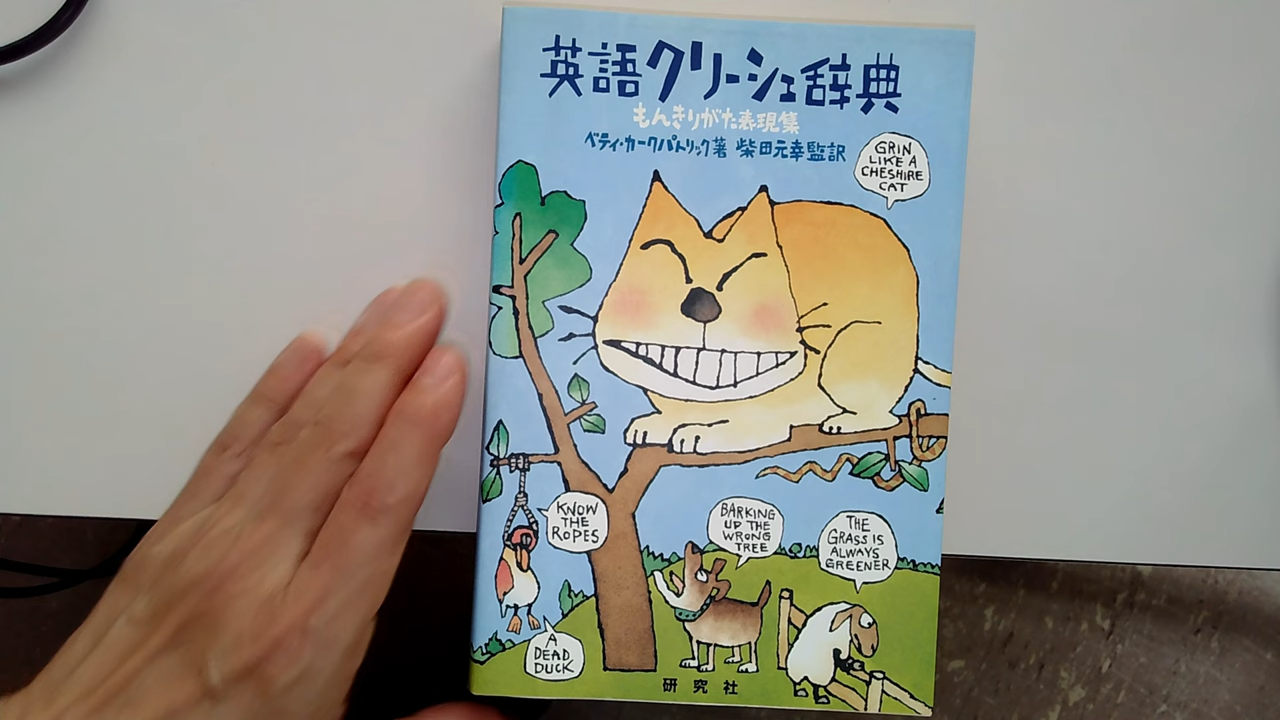 英語クリーシェ辞典
もんきりがた表現集
ベティ・カークパトリック著 柴田元幸監訳
GRIN
LIKE A
CHESHIRE
CAT
KNOW
THE
ROPES
BARKING
UP THE
WRONG
TREE
THE
GRASS IS
ALWAYS
GREENER
A
DEAD
DUCK
研究社